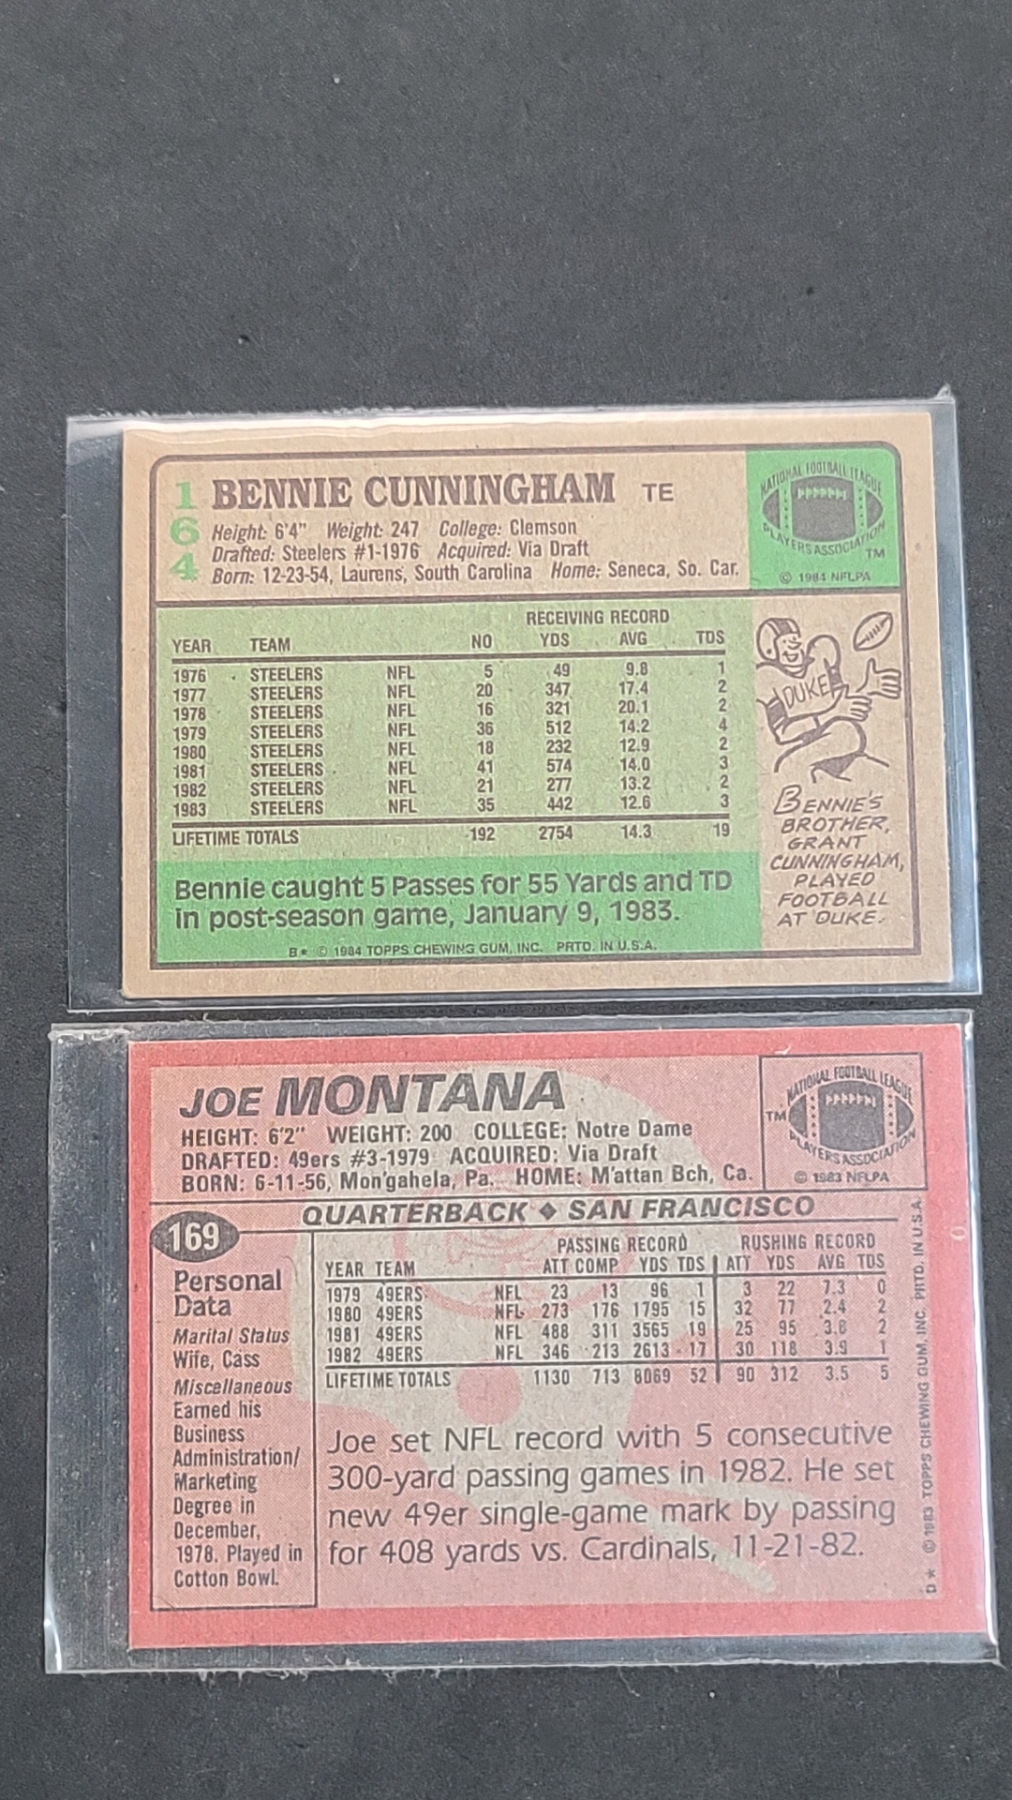 164
BENNIE CUNNINGHAM TE
Height: 6'4" Weight: 247 College: Clemson
Drafted: Steelers #1-1976 Acquired: Via Draft
Born: 12-23-54, Laurens, South Carolina Home: Seneca, So. Car.
NATIONAL FOOTBALL LEAGUE
PLAYERS ASSOCIATION
TM
© 1984 NFLPA
RECEIVING RECORD
YEAR TEAM NO YDS AVG TDS
1976 STEELERS NFL 5 49 9.8 1
1977 STEELERS NFL 20 347 17.4 2
1978 STEELERS NFL 16 321 20.1 2
1979 STEELERS NFL 36 512 14.2 4
1980 STEELERS NFL 18 232 12.9 2
1981 STEELERS NFL 41 574 14.0 3
1982 STEELERS NFL 21 277 13.2 2
1983 STEELERS NFL 35 442 12.6 3
LIFETIME TOTALS 192 2754 14.3 19
Bennie caught 5 Passes for 55 Yards and TD
in post-season game, January 9, 1983.
B* © 1984 TOPPS CHEWING GUM, INC. PRTD. IN U.S.A.
DUKE
BENNIE'S
BROTHER,
GRANT
CUNNINGHAM,
PLAYED
FOOTBALL
AT DUKE.
JOE MONTANA
HEIGHT: 6'2" WEIGHT: 200 COLLEGE: Notre Dame
DRAFTED: 49ers #3-1979 ACQUIRED: Via Draft
BORN: 6-11-56, Mon'gahela, Pa. HOME: M'attan Bch, Ca.
NATIONAL FOOTBALL LEAGUE
TM
PLAYERS ASSOCIATION
© 1983 NFLPA
QUARTERBACK ◆ SAN FRANCISCO
169
Personal
Data
Marital Status
Wife, Cass
Miscellaneous
Earned his
Business
Administration/
Marketing
Degree in
December,
1978. Played in
Cotton Bowl.
PASSING RECORD RUSHING RECORD
YEAR TEAM ATT COMP YDS TDS ATT YDS AVG TDS
1979 49ERS NFL 23 13 96 1 3 22 7.3 0
1980 49ERS NFL 273 176 1795 15 32 77 2.4 2
1981 49ERS NFL 488 311 3565 19 25 95 3.8 2
1982 49ERS NFL 346 213 2613 17 30 118 3.9 1
LIFETIME TOTALS 1130 713 8069 52 90 312 3.5 5
Joe set NFL record with 5 consecutive
300-yard passing games in 1982. He set
new 49er single-game mark by passing
for 408 yards vs. Cardinals, 11-21-82.
D* © 1983 TOPPS CHEWING GUM, INC. PRTD. IN U.S.A.